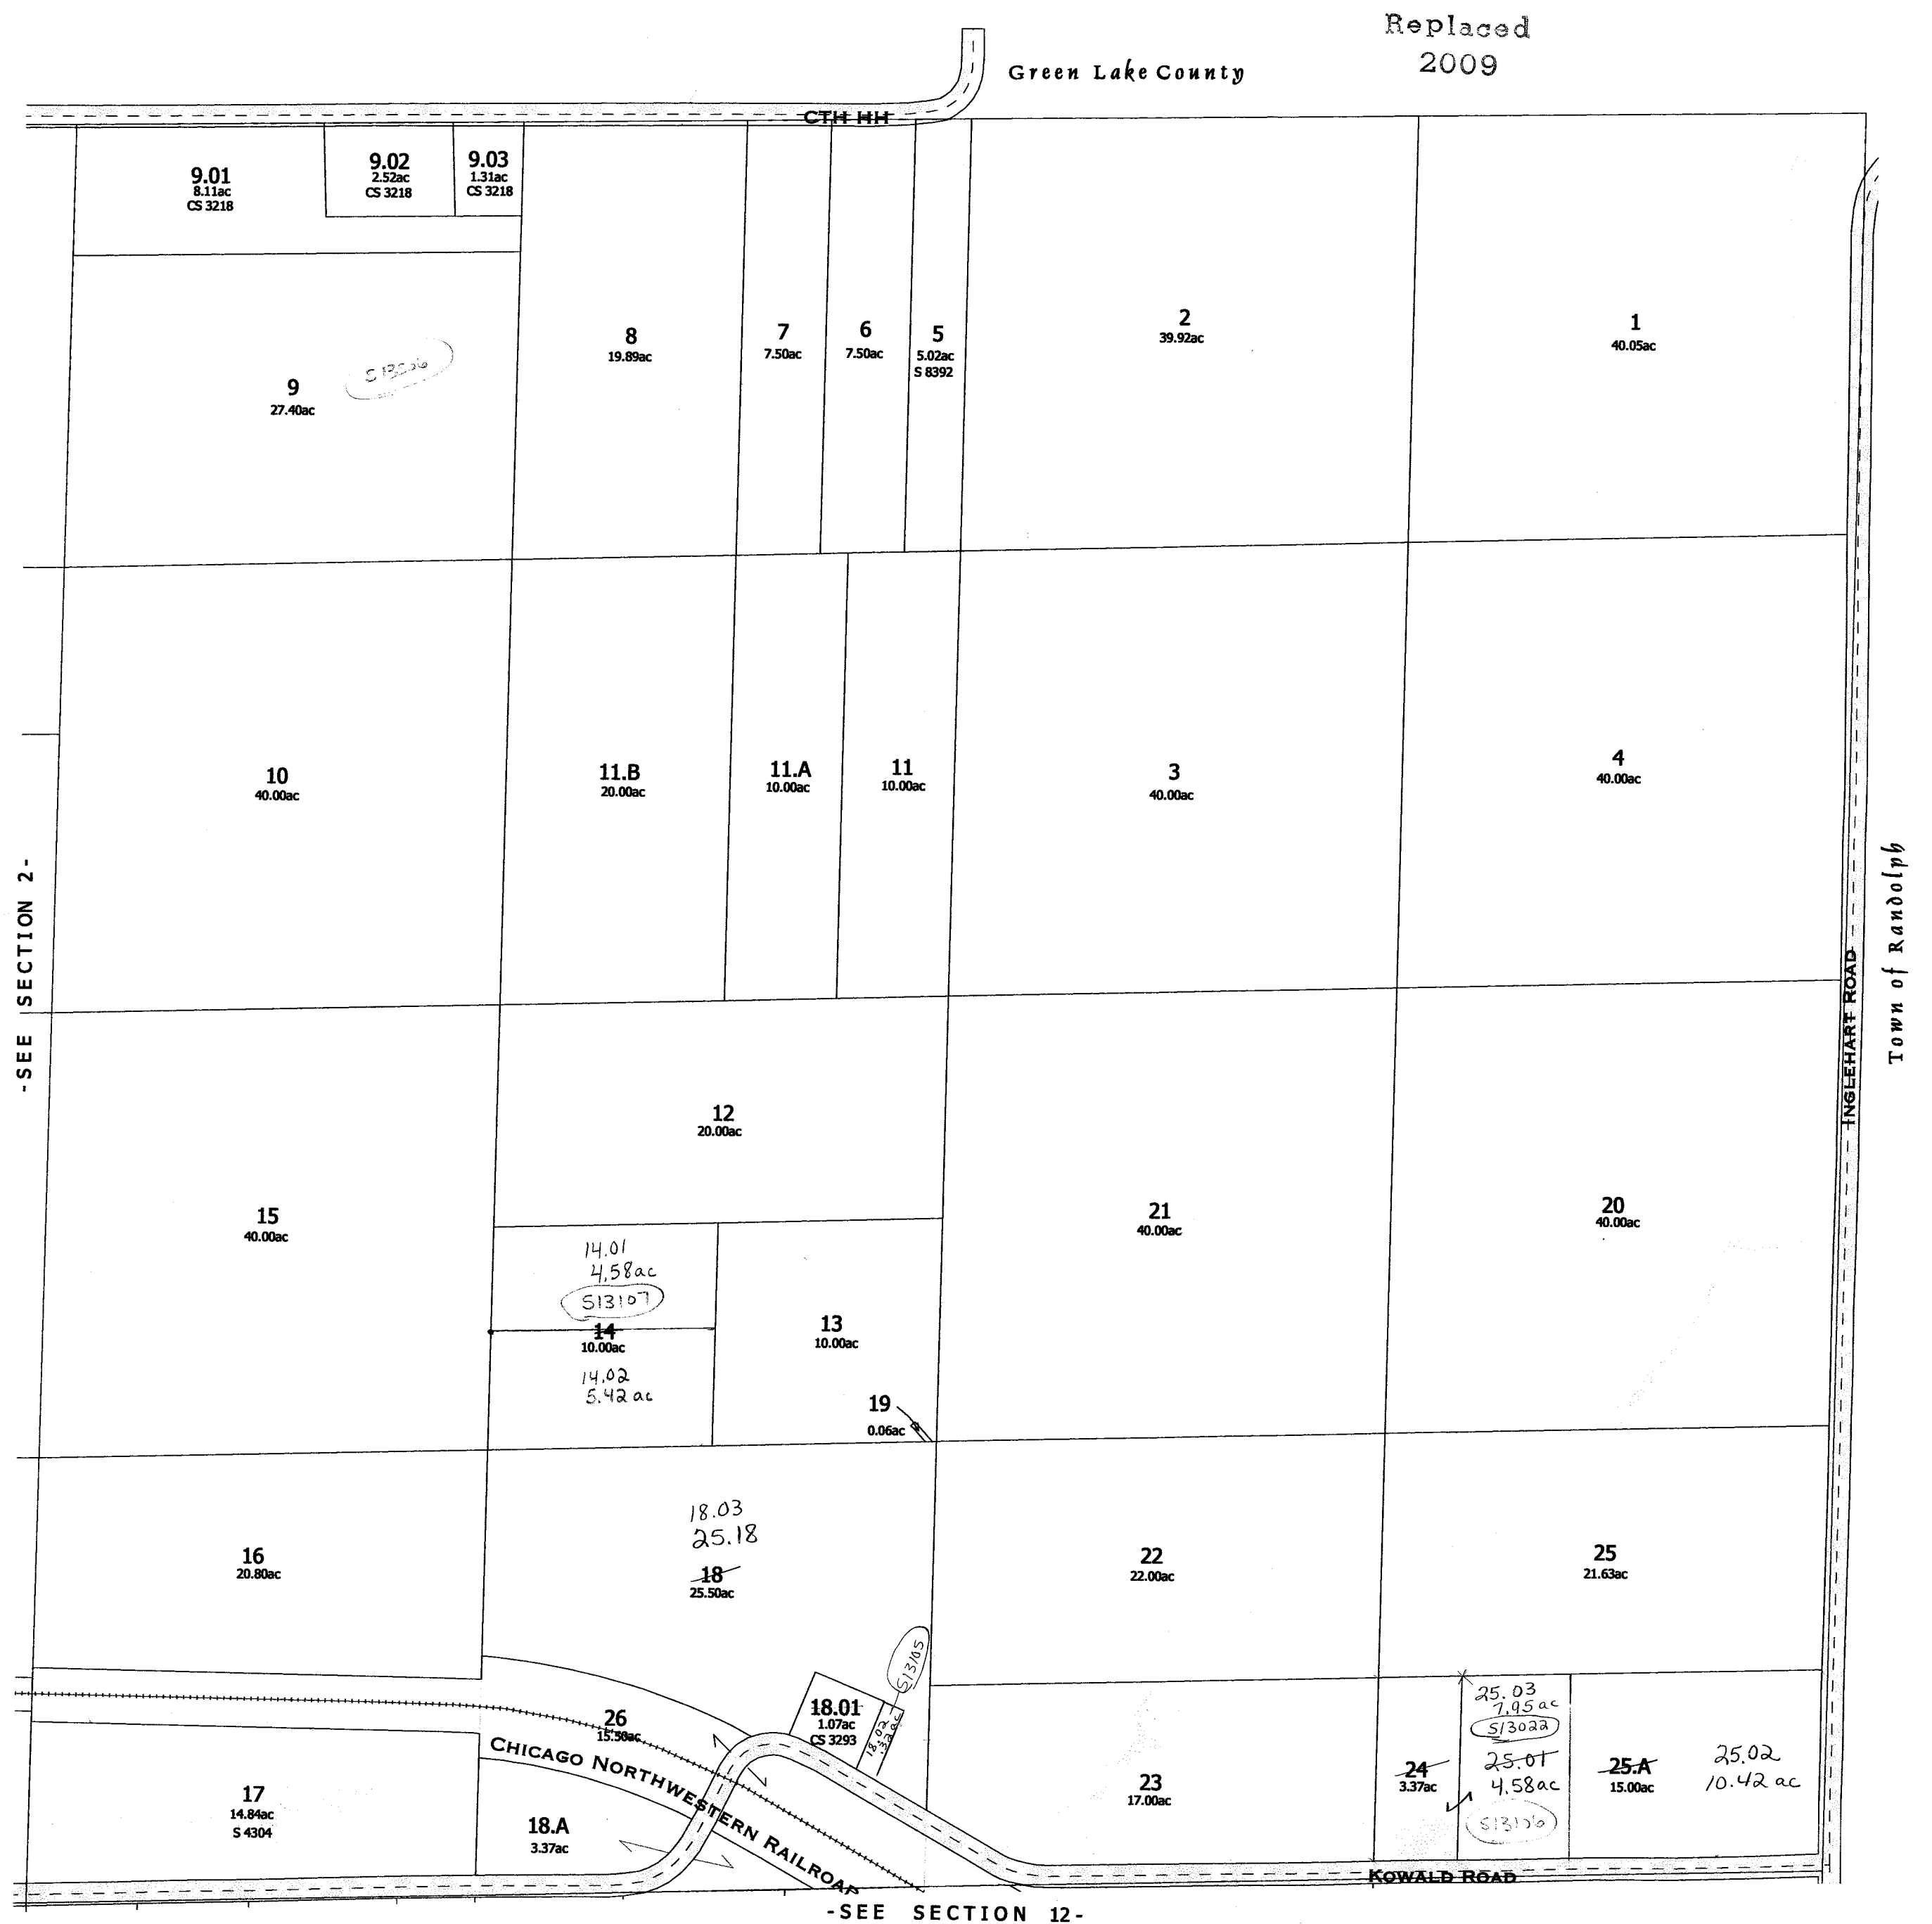 Replaced
2009
Green Lake County
CTH HH
9.01
8.11ac
CS 3218
9.02
2.52ac
CS 3218
9.03
1.31ac
CS 3218
9
27.40ac
8
19.89ac
7
7.50ac
6
7.50ac
5
5.02ac
S 8392
2
39.92ac
1
40.05ac
10
40.00ac
11.B
20.00ac
11.A
10.00ac
11
10.00ac
3
40.00ac
4
40.00ac
-SEE SECTION 2-
INGLEHART ROAD
Town of Randolph
12
20.00ac
15
40.00ac
14.01
4.58ac
S13107
14
10.00ac
14.02
5.42 ac
13
10.00ac
19
0.06ac
21
40.00ac
20
40.00ac
16
20.80ac
18.03
25.18
18
25.50ac
22
22.00ac
25
21.63ac
S13105
18.01
1.07ac
CS 3293
18.02
.32ac
26
15.50ac
CHICAGO NORTHWESTERN RAILROAD
17
14.84ac
S 4304
18.A
3.37ac
23
17.00ac
24
3.37ac
25.03
7.95ac
S13022
25.01
4.58ac
S13106
25.A
15.00ac
25.02
10.42 ac
KOWALD ROAD
-SEE SECTION 12-